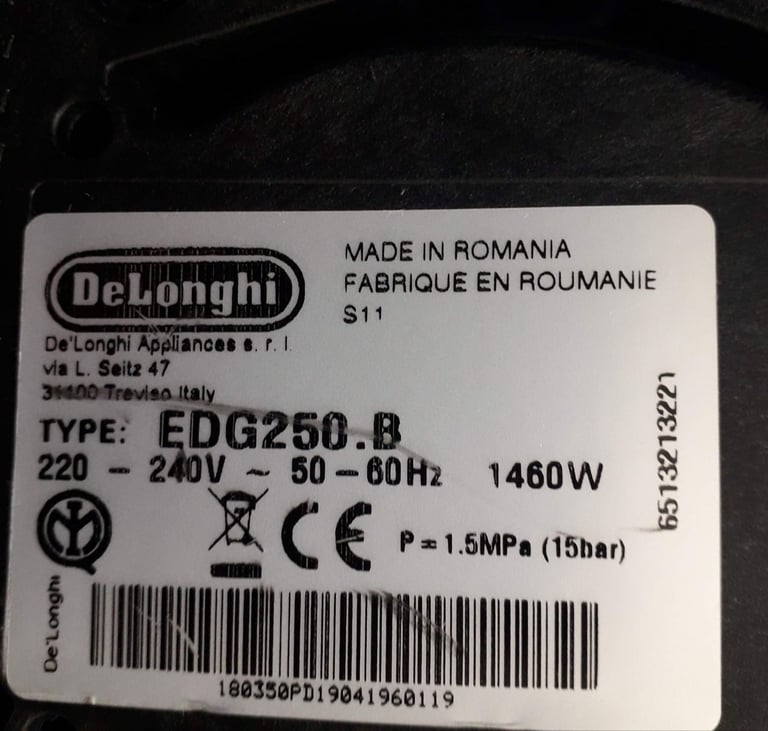 DeLonghi
MADE IN ROMANIA
FABRIQUE EN ROUMANIE
S11
De'Longhi Appliances s. r. l.
via L. Seitz 47
31100 Treviso Italy
TYPE: EDG250.B
220 - 240V ~ 50-60Hz 1460W
6513213221
CE P = 1.5MPa (15bar)
De'Longhi
180350PD19041960119